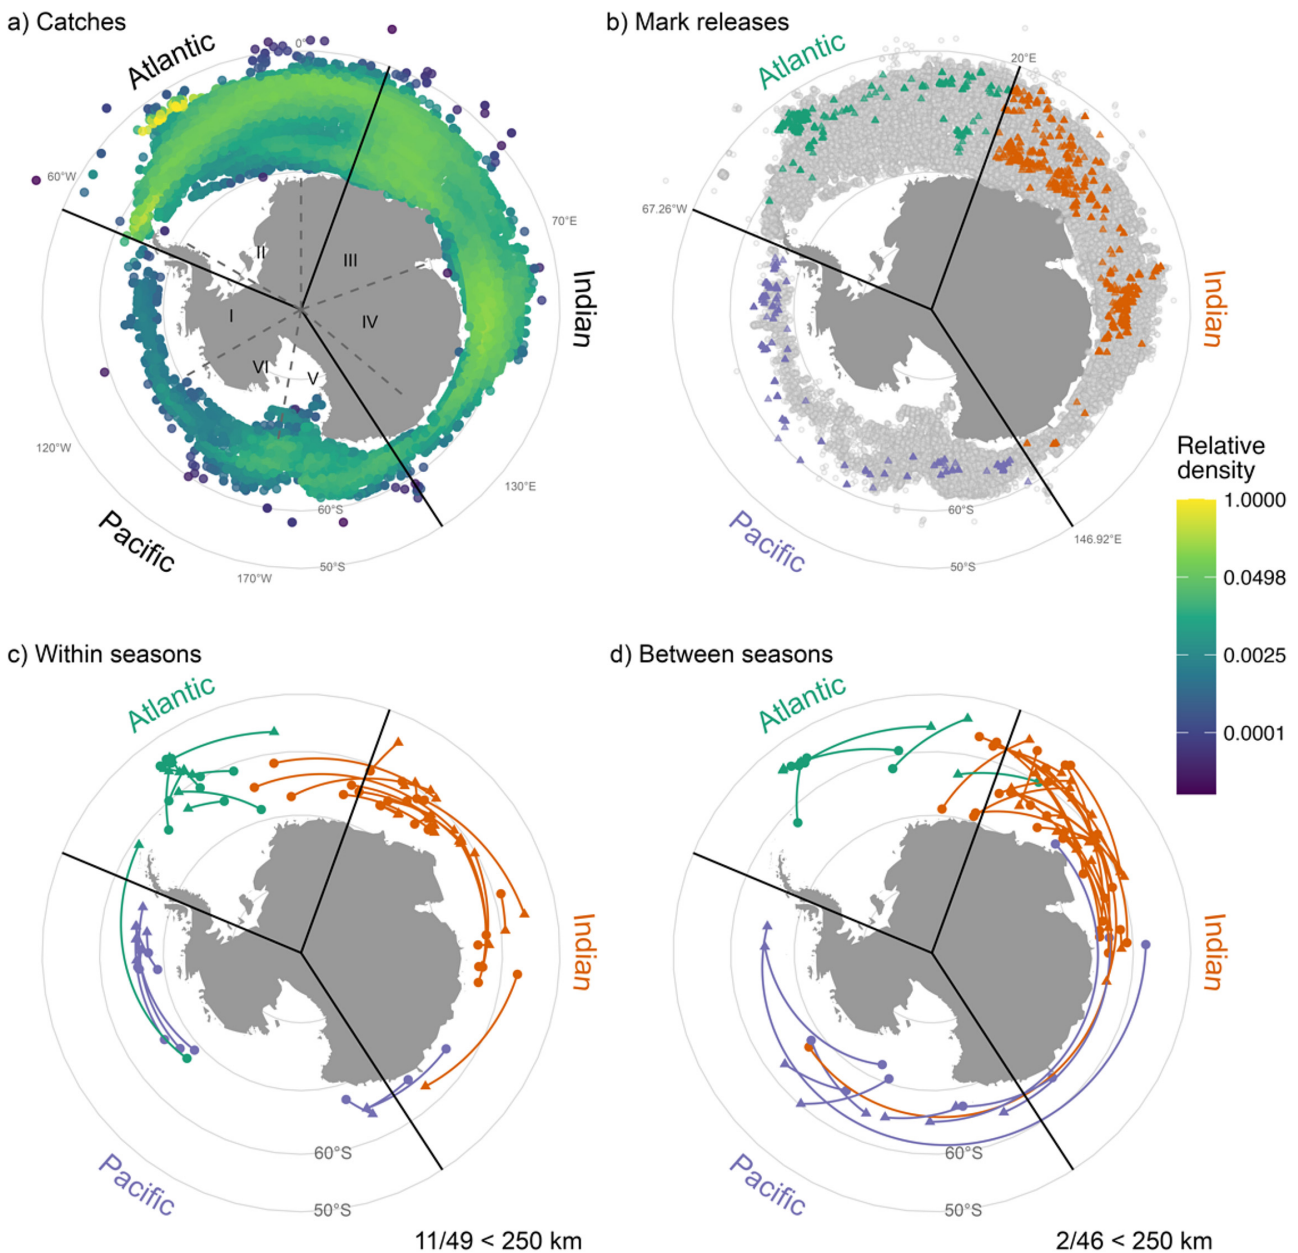 a) Catches
Atlantic
0°
60°W
70°E
Indian
II
III
I
IV
VI
V
120°W
130°E
60°S
Pacific
170°W
50°S
b) Mark releases
Atlantic
20°E
67.26°W
Indian
60°S
Pacific
146.92°E
50°S
Relative
density
1.0000
0.0498
0.0025
0.0001
c) Within seasons
Atlantic
Indian
Pacific
60°S
50°S
11/49 < 250 km
d) Between seasons
Atlantic
Indian
Pacific
60°S
50°S
2/46 < 250 km